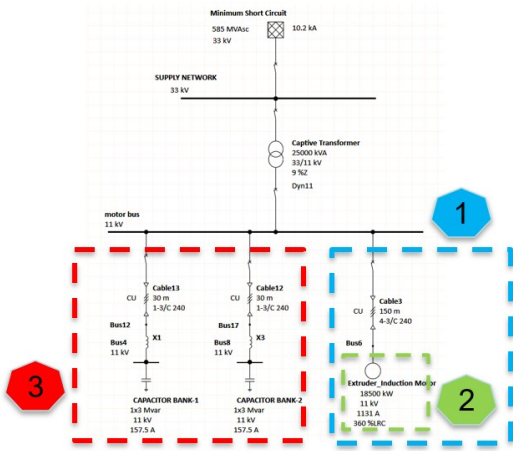 Minimum Short Circuit
585 MVAsc
33 kV
10.2 kA
SUPPLY NETWORK
33 kV
Captive Transformer
25000 kVA
33/11 kV
9 %Z
Dyn11
motor bus
11 kV
1
Cable13
CU
30 m
1-3/C 240
Bus12
Bus4
11 kV
X1
CAPACITOR BANK-1
1x3 Mvar
11 kV
157.5 A
Cable12
CU
30 m
1-3/C 240
Bus17
Bus8
11 kV
X3
CAPACITOR BANK-2
1x3 Mvar
11 kV
157.5 A
Cable3
CU
150 m
4-3/C 240
Bus6
Extruder_Induction Motor
18500 kW
11 kV
1131 A
360 %LRC
3
2